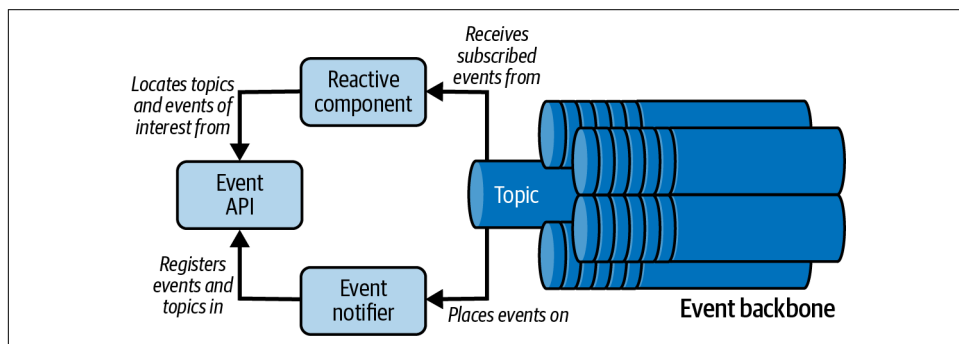 Receives
subscribed
events from
Reactive
component
Locates topics
and events of
interest from
Event
API
Topic
Registers
events and
topics in
Event
notifier
Places events on
Event backbone